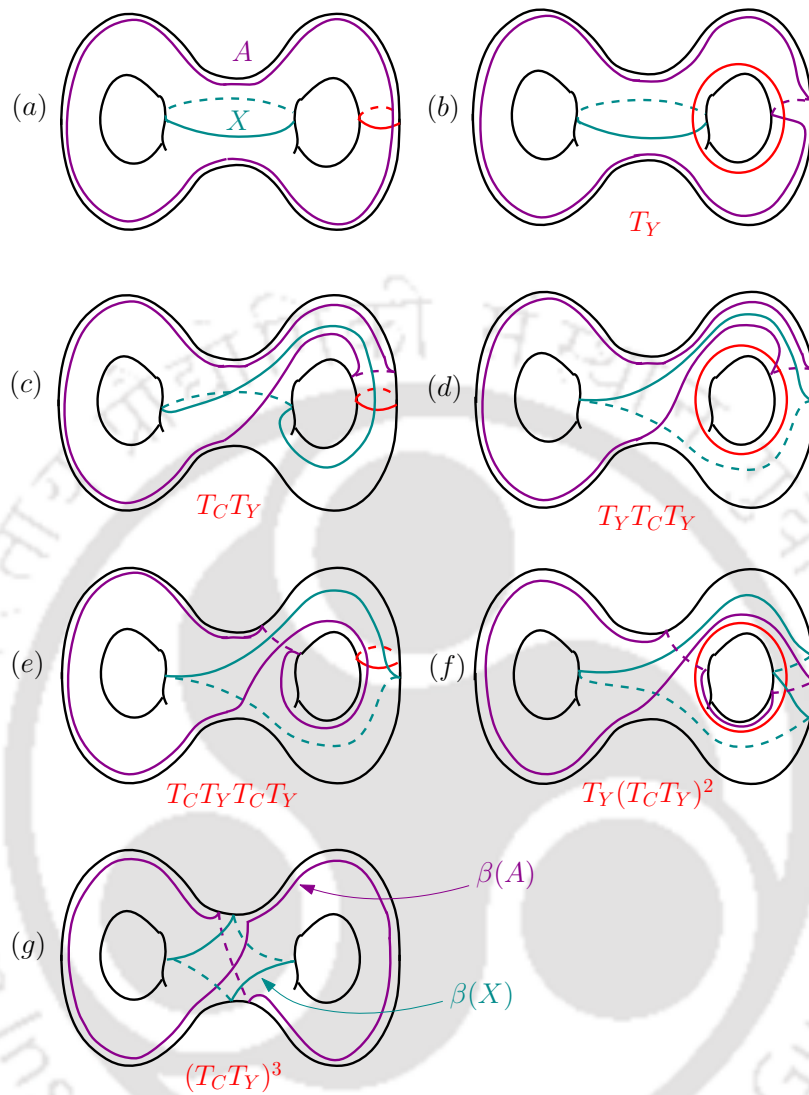 (a) A X
(b) T_Y
(c) T_C T_Y
(d) T_Y T_C T_Y
(e) T_C T_Y T_C T_Y
(f) T_Y (T_C T_Y)^2
(g) β(A) β(X)
(T_C T_Y)^3